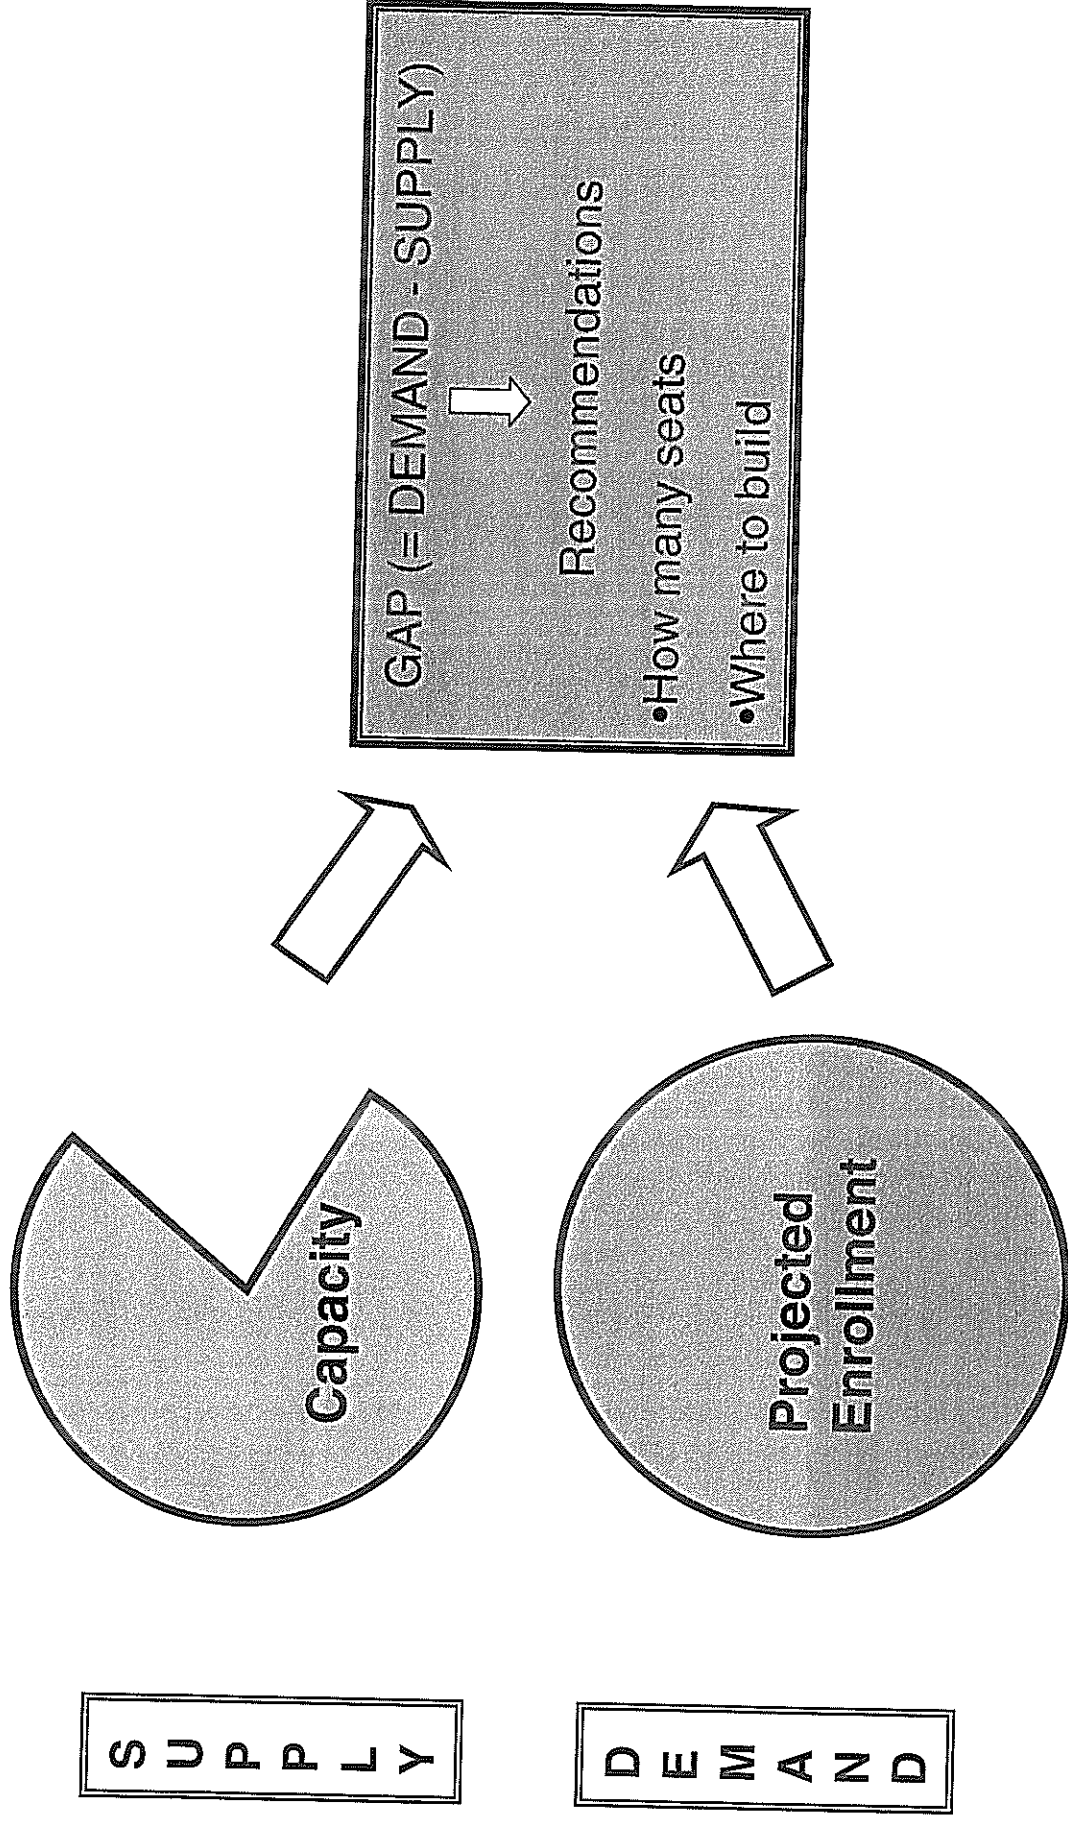 SUPPLY
Capacity
DEMAND
Projected
Enrollment
GAP (= DEMAND - SUPPLY)
Recommendations
•How many seats
•Where to build